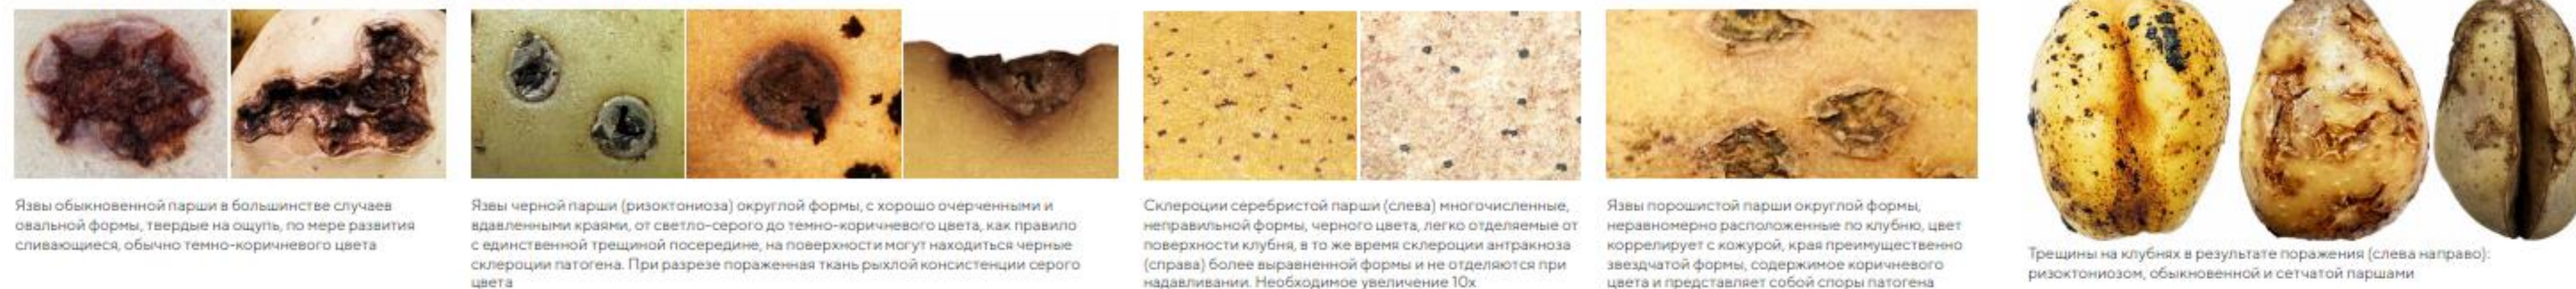 Язвы обыкновенной парши в большинстве случаев
овальной формы, твердые на ощупь, по мере развития
сливающиеся, обычно темно-коричневого цвета
Язвы черной парши (ризоктониоза) округлой формы, с хорошо очерченными и
вдавленными краями, от светло-серого до темно-коричневого цвета, как правило
с единственной трещиной посередине, на поверхности могут находиться черные
склероции патогена. При разрезе пораженная ткань рыхлой консистенции серого
цвета
Склероции серебристой парши (слева) многочисленные,
неправильной формы, черного цвета, легко отделяемые от
поверхности клубня, в то же время склероции антракноза
(справа) более выравненной формы и не отделяются при
надавливании. Необходимое увеличение 10х
Язвы порошистой парши округлой формы,
неравномерно расположенные по клубню, цвет
коррелирует с кожурой, края преимущественно
звездчатой формы, содержимое коричневого
цвета и представляет собой споры патогена
Трещины на клубнях в результате поражения (слева направо):
ризоктониозом, обыкновенной и сетчатой паршами